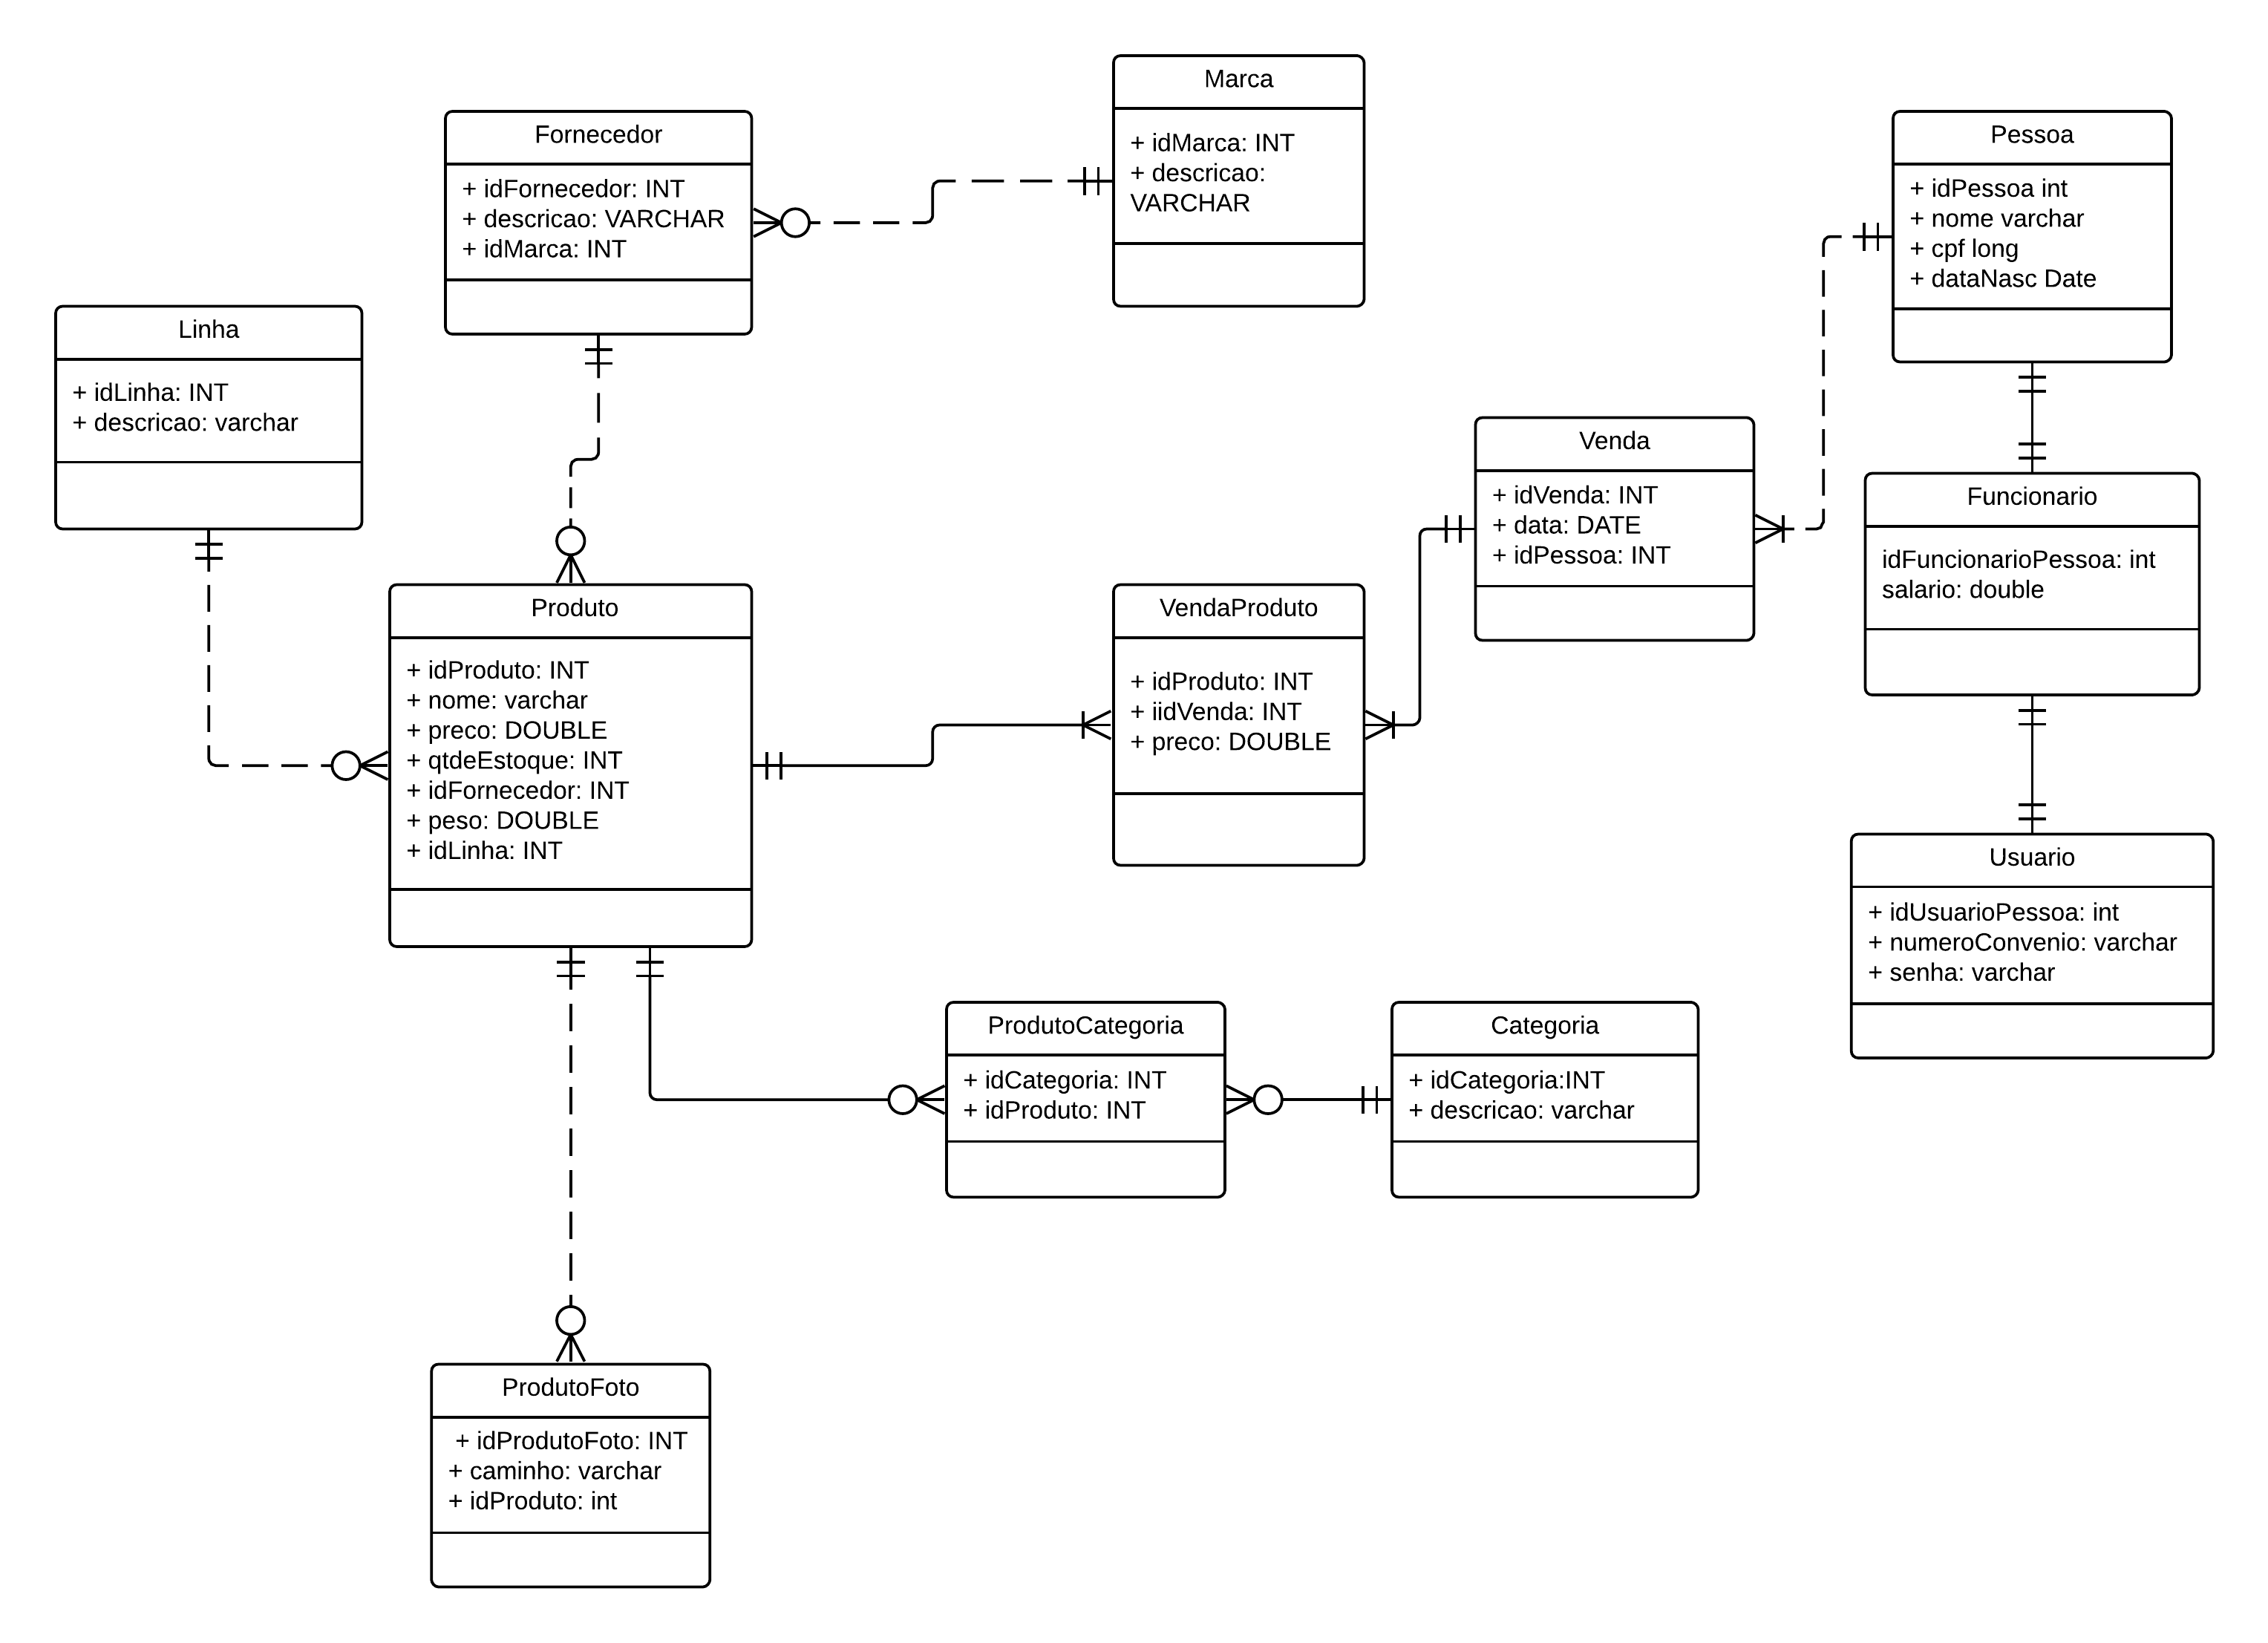 Marca
+ idMarca: INT
+ descricao:
VARCHAR
Fornecedor
+ idFornecedor: INT
+ descricao: VARCHAR
+ idMarca: INT
Pessoa
+ idPessoa int
+ nome varchar
+ cpf long
+ dataNasc Date
Linha
+ idLinha: INT
+ descricao: varchar
Venda
+ idVenda: INT
+ data: DATE
+ idPessoa: INT
Funcionario
idFuncionarioPessoa: int
salario: double
Produto
+ idProduto: INT
+ nome: varchar
+ preco: DOUBLE
+ qtdeEstoque: INT
+ idFornecedor: INT
+ peso: DOUBLE
+ idLinha: INT
VendaProduto
+ idProduto: INT
+ iidVenda: INT
+ preco: DOUBLE
Usuario
+ idUsuarioPessoa: int
+ numeroConvenio: varchar
+ senha: varchar
ProdutoCategoria
+ idCategoria: INT
+ idProduto: INT
Categoria
+ idCategoria:INT
+ descricao: varchar
ProdutoFoto
+ idProdutoFoto: INT
+ caminho: varchar
+ idProduto: int